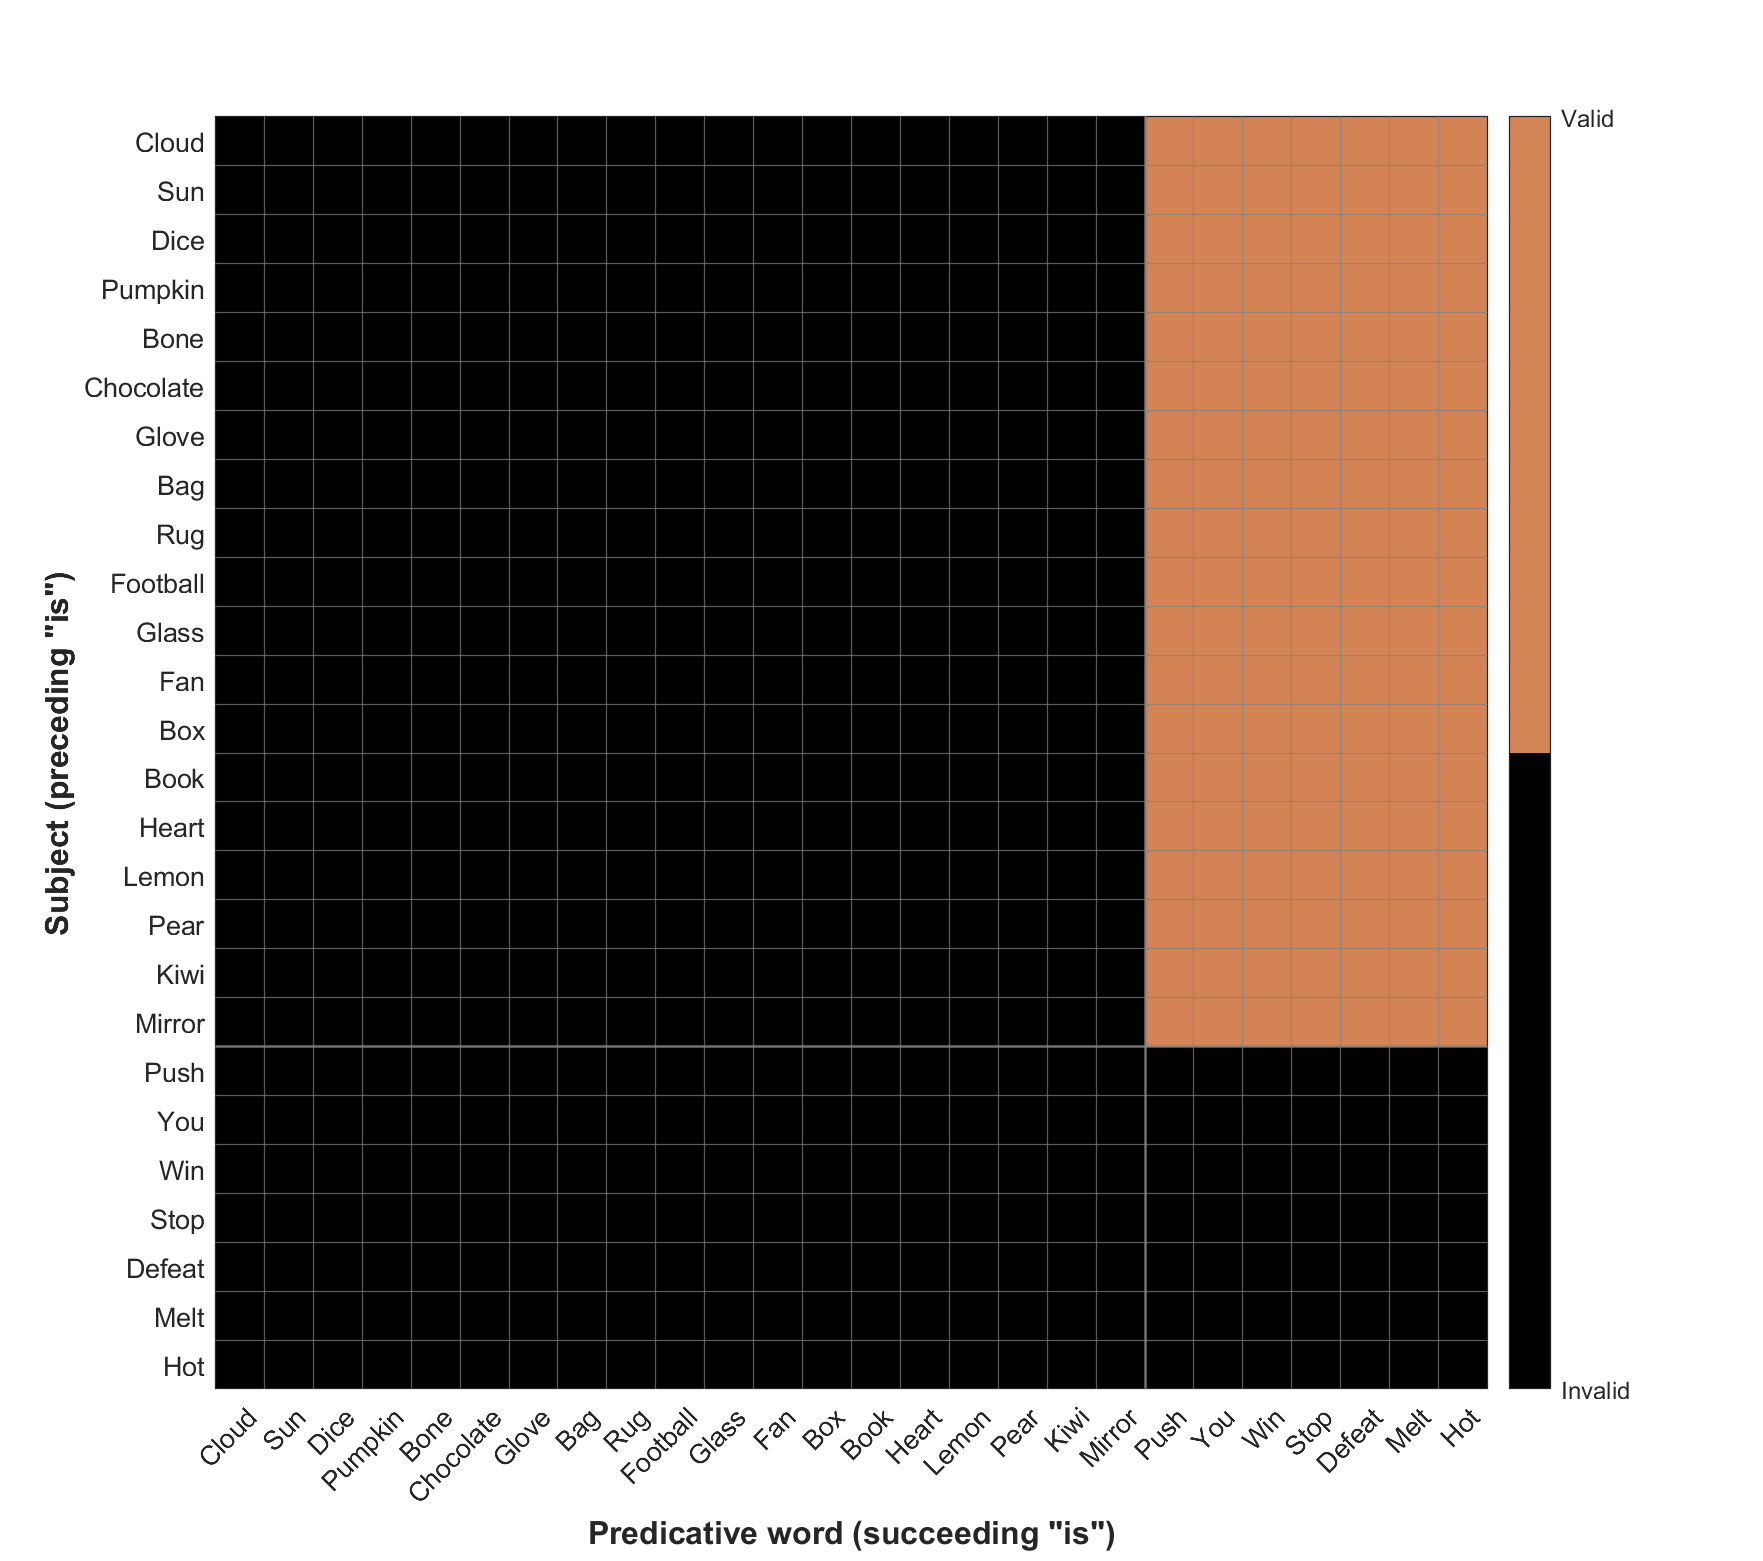 Valid
Cloud
Sun
Dice
Pumpkin
Bone
Chocolate
Glove
Bag
Rug
Football
Glass
Fan
Box
Book
Heart
Lemon
Pear
Kiwi
Mirror
Push
You
Win
Stop
Defeat
Melt
Hot
Subject (preceding "is")
Invalid
Cloud
Sun
Dice
Pumpkin
Bone
Chocolate
Glove
Bag
Rug
Football
Glass
Fan
Box
Book
Heart
Lemon
Pear
Kiwi
Mirror
Push
You
Win
Stop
Defeat
Melt
Hot
Predicative word (succeeding "is")